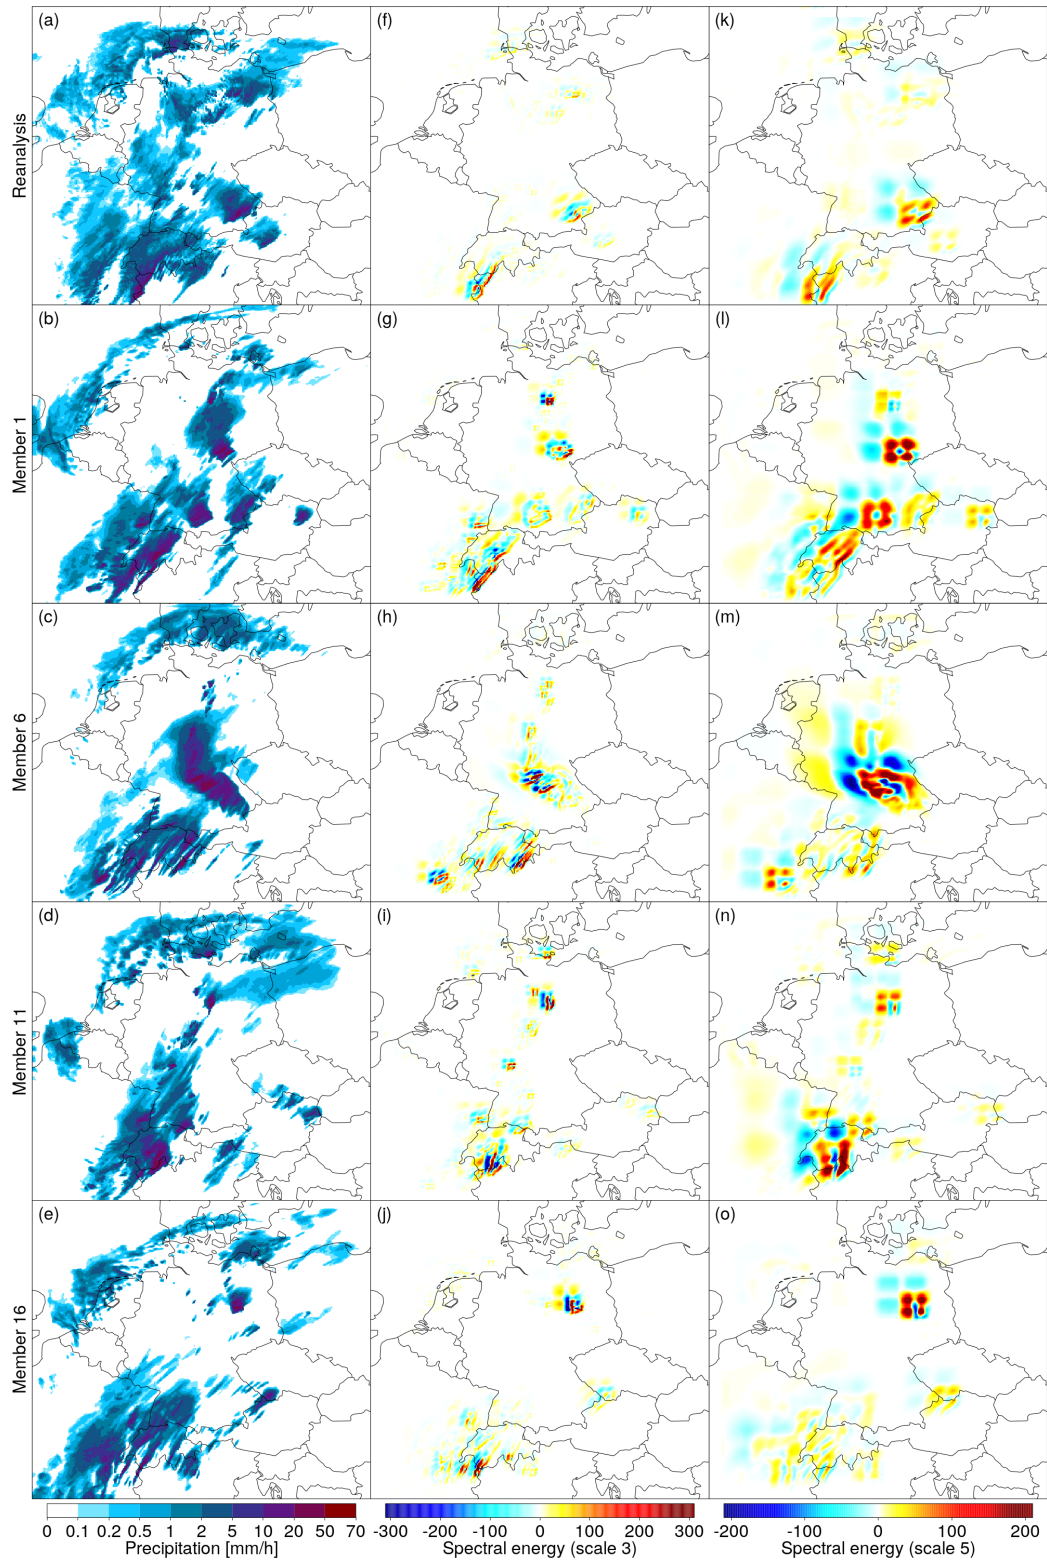 (a) (f) (k)
Reanalysis
(b) (g) (l)
Member 1
(c) (h) (m)
Member 6
(d) (i) (n)
Member 11
(e) (j) (o)
Member 16
0 0.1 0.2 0.5 1 2 5 10 20 50 70
Precipitation [mm/h]
-300 -200 -100 0 100 200 300
Spectral energy (scale 3)
-200 -100 0 100 200
Spectral energy (scale 5)